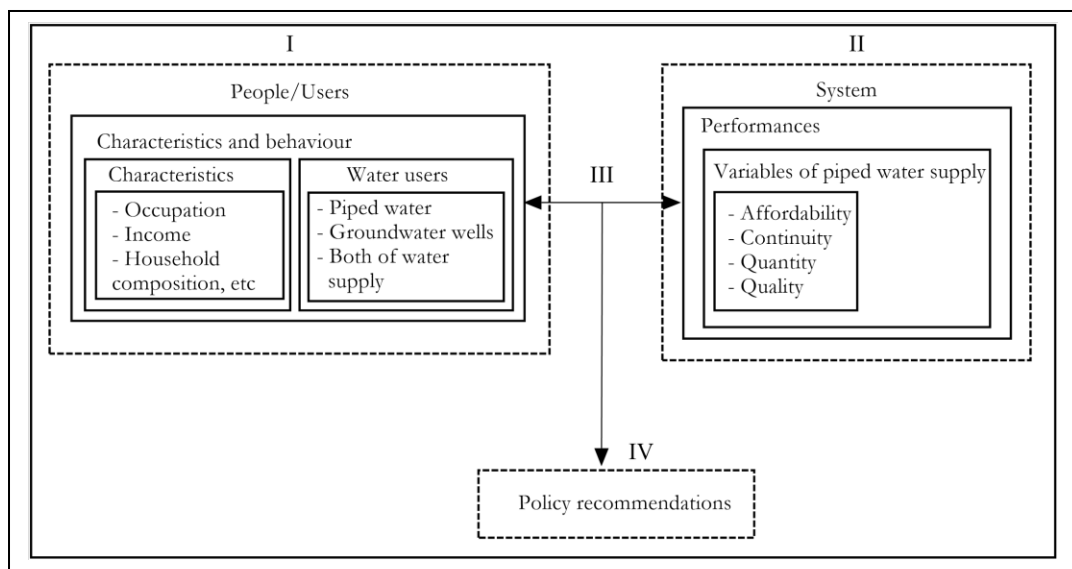 I
II
People/Users
System
Characteristics and behaviour
Performances
Characteristics
Water users
Variables of piped water supply
- Occupation
- Income
- Household
composition, etc
- Piped water
- Groundwater wells
- Both of water
supply
III
- Affordability
- Continuity
- Quantity
- Quality
IV
Policy recommendations